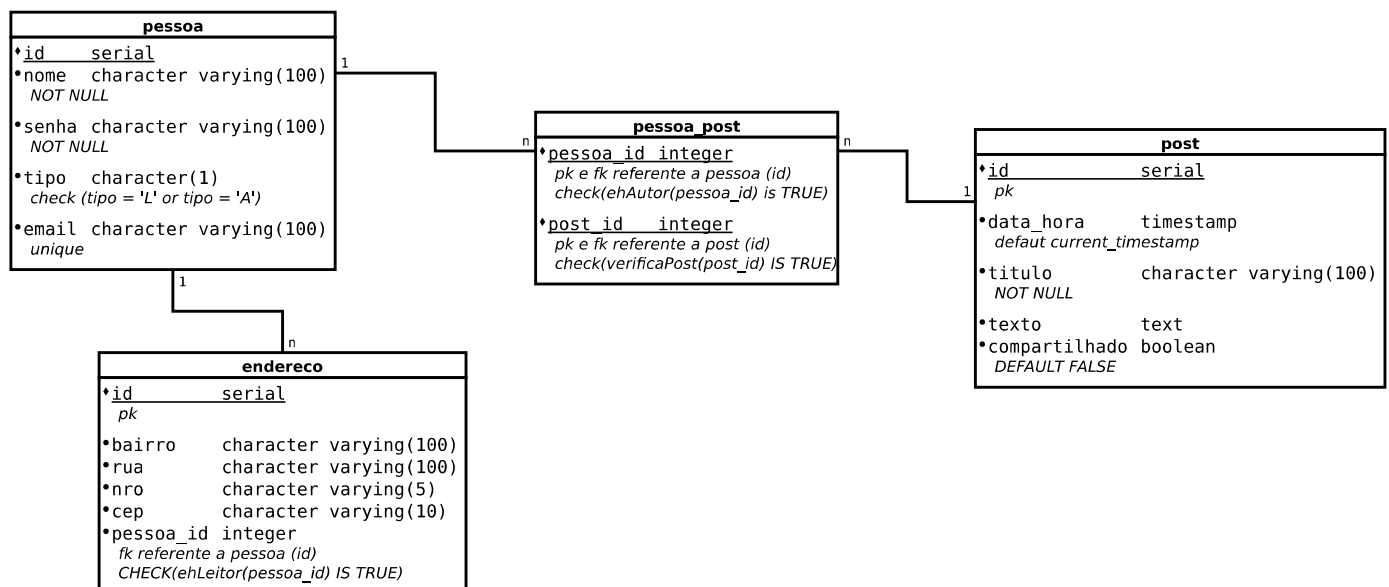 pessoa
id serial
nome character varying(100)
NOT NULL
senha character varying(100)
NOT NULL
tipo character(1)
check (tipo = 'L' or tipo = 'A')
email character varying(100)
unique
1
n
pessoa_post
pessoa_id integer
pk e fk referente a pessoa (id)
check(ehAutor(pessoa_id) is TRUE)
post_id integer
pk e fk referente a post (id)
check(verificaPost(post_id) IS TRUE)
n
1
post
id serial
pk
data_hora timestamp
defaut current_timestamp
titulo character varying(100)
NOT NULL
texto text
compartilhado boolean
DEFAULT FALSE
1
n
endereco
id serial
pk
bairro character varying(100)
rua character varying(100)
nro character varying(5)
cep character varying(10)
pessoa_id integer
fk referente a pessoa (id)
CHECK(ehLeitor(pessoa_id) IS TRUE)